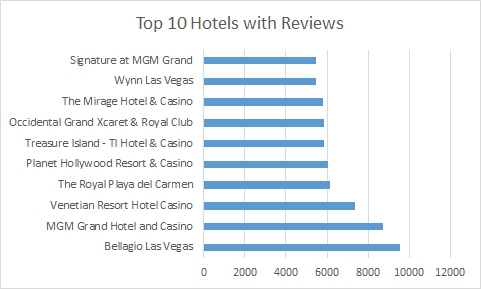 Top 10 Hotels with Reviews
Signature at MGM Grand
Wynn Las Vegas
The Mirage Hotel & Casino
Occidental Grand Xcaret & Royal Club
Treasure Island - TI Hotel & Casino
Planet Hollywood Resort & Casino
The Royal Playa del Carmen
Venetian Resort Hotel Casino
MGM Grand Hotel and Casino
Bellagio Las Vegas
0 2000 4000 6000 8000 10000 12000